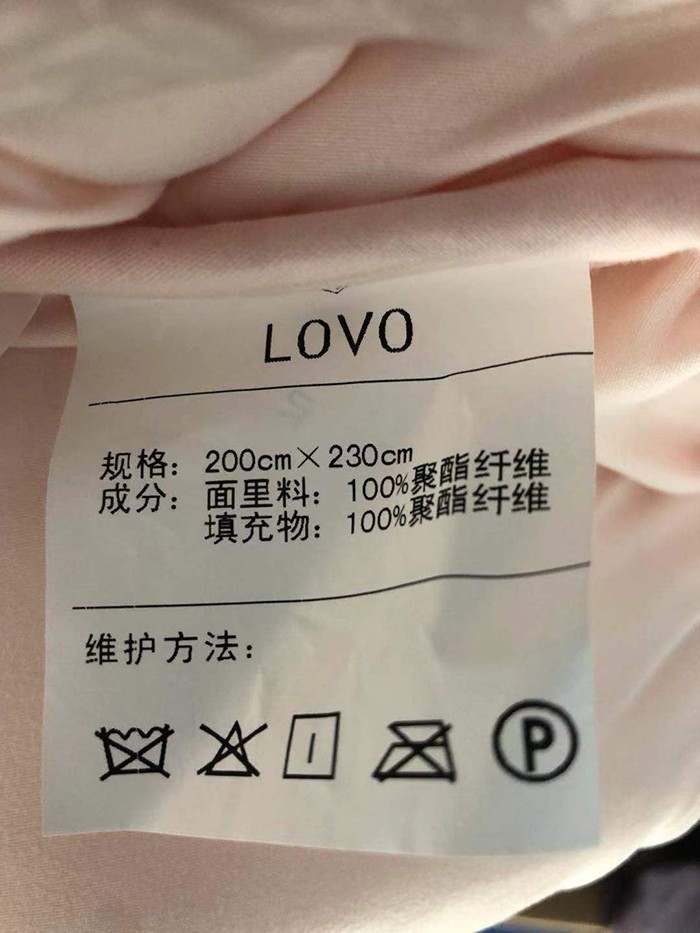 LOVO
规格：200cm×230cm
成分：面里料：100%聚酯纤维
填充物：100%聚酯纤维
维护方法：
P